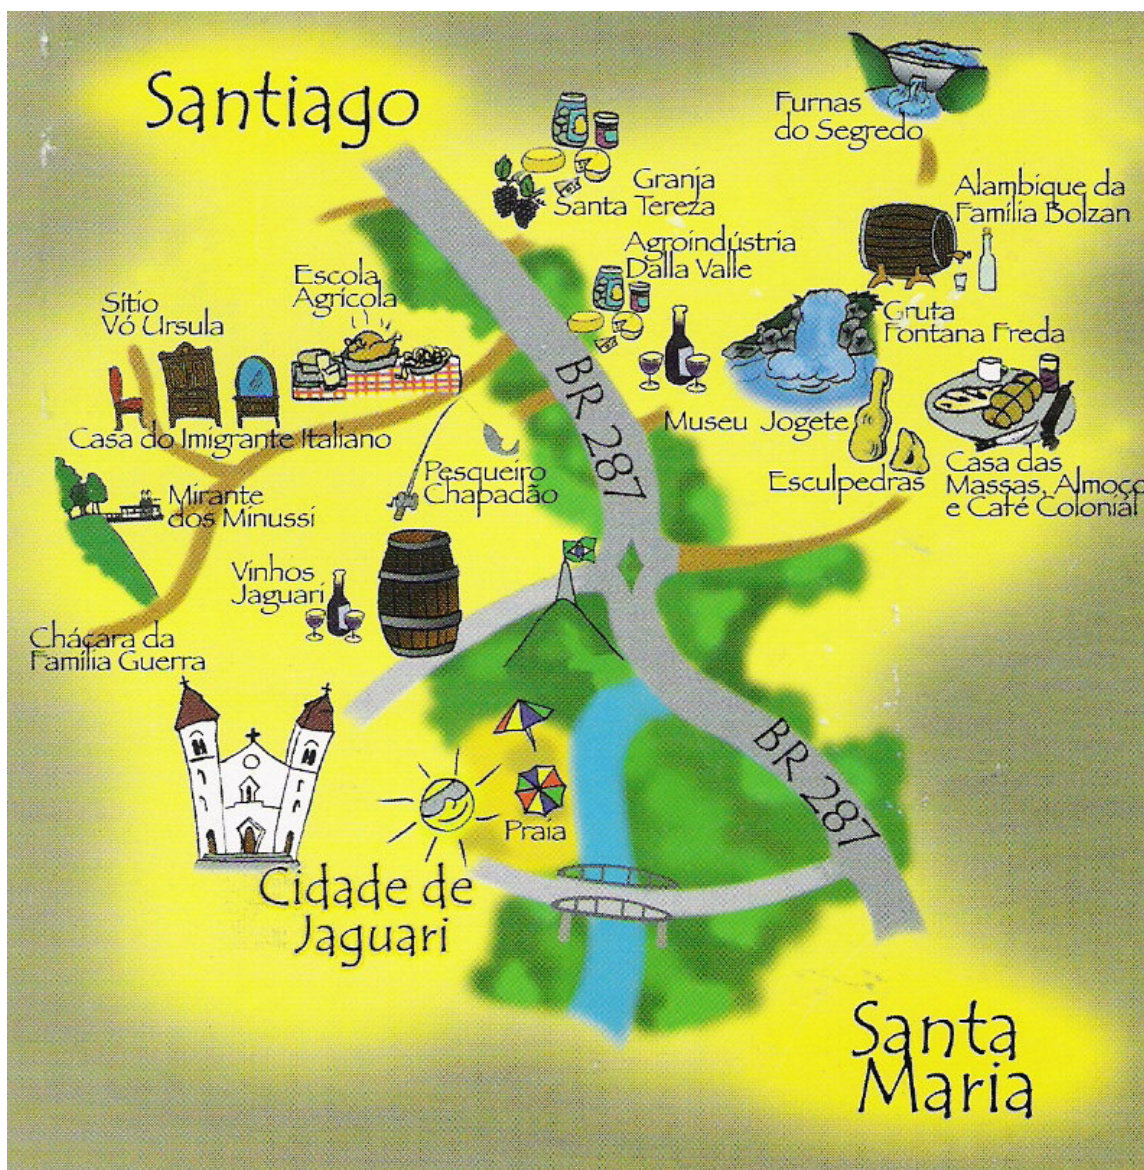 Santiago
Furnas
do Segredo
Granja
Santa Tereza
Alambique da
Família Bolzan
Agroindústria
Dalla Valle
Escola
Agrícola
Sítio
Vó Ursula
Gruta
Fontana Freda
BR 287
Museu Jogete
Casa do Imigrante Italiano
Pesqueiro
Chapadão
Esculpedras
Casa das
Massas, Almoço
e Café Colonial
Mirante
dos Minussi
Vinhos
Jaguari
Chácara da
Família Guerra
BR 287
Praia
Cidade de
Jaguari
Santa
Maria